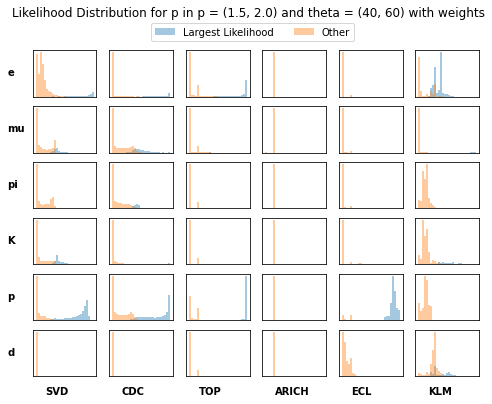 Likelihood Distribution for p in p = (1.5, 2.0) and theta = (40, 60) with weights
Largest Likelihood Other
e
mu
pi
K
p
d
SVD CDC TOP ARICH ECL KLM